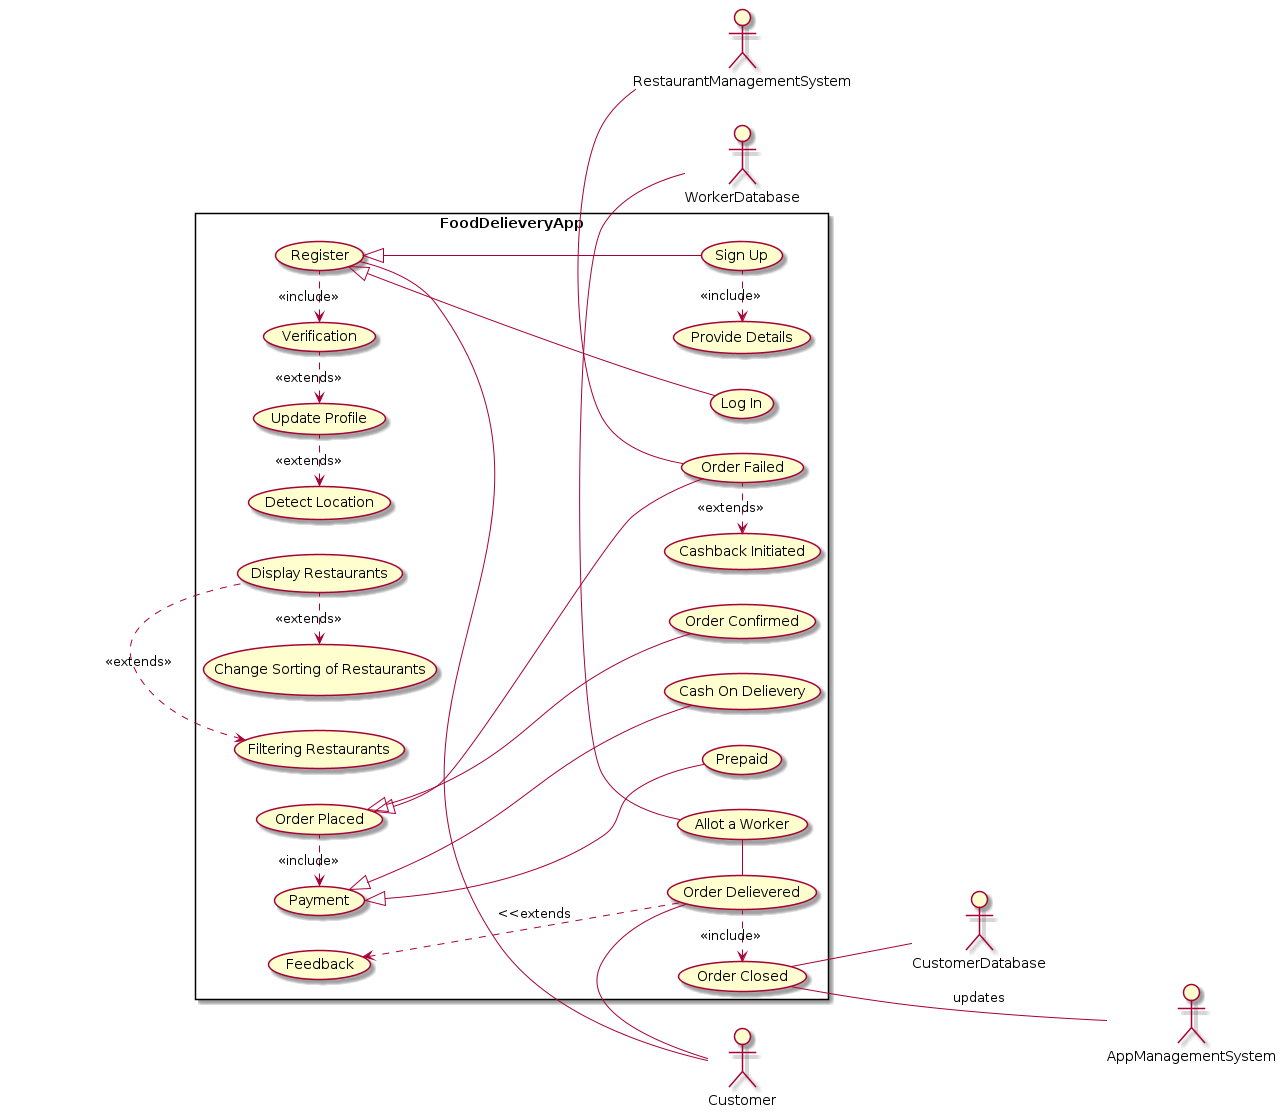 RestaurantManagementSystem
WorkerDatabase
FoodDelieveryApp
Register
Sign Up
«include»
«include»
Verification
Provide Details
«extends»
Log In
Update Profile
«extends»
Order Failed
Detect Location
«extends»
Cashback Initiated
Display Restaurants
«extends»
Order Confirmed
«extends»
Change Sorting of Restaurants
Cash On Delievery
Filtering Restaurants
Prepaid
Order Placed
Allot a Worker
«include»
Payment
Order Delievered
<<extends
«include»
Feedback
Order Closed
CustomerDatabase
updates
AppManagementSystem
Customer